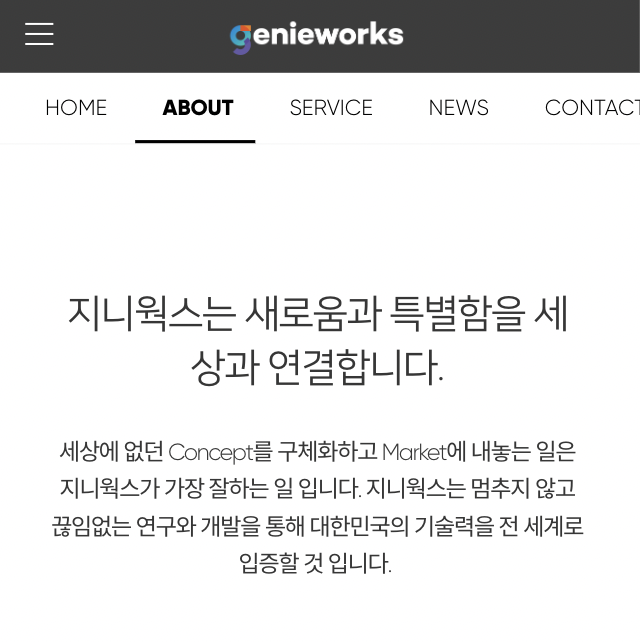 genieworks
HOME ABOUT SERVICE NEWS CONTACT
지니웍스는 새로움과 특별함을 세
상과 연결합니다.
세상에 없던 Concept를 구체화하고 Market에 내놓는 일은
지니웍스가 가장 잘하는 일 입니다. 지니웍스는 멈추지 않고
끊임없는 연구와 개발을 통해 대한민국의 기술력을 전 세계로
입증할 것 입니다.